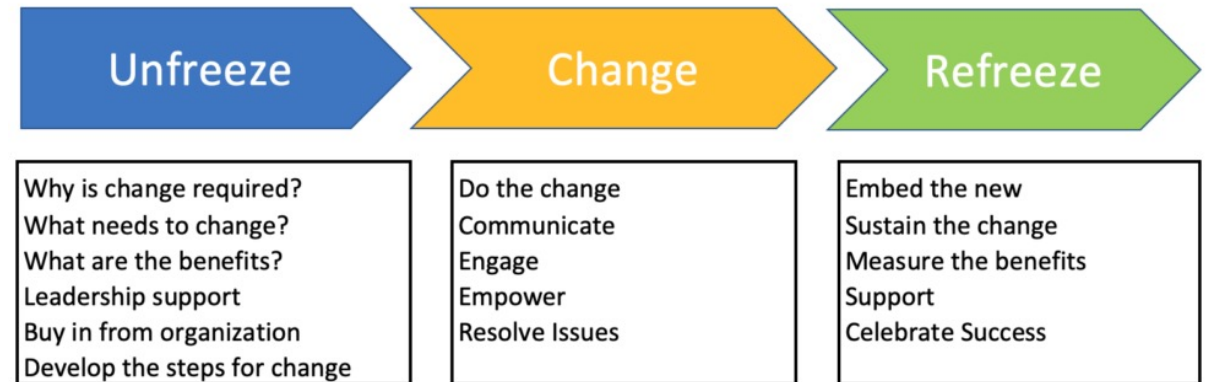 Unfreeze
Change
Refreeze
Why is change required?
What needs to change?
What are the benefits?
Leadership support
Buy in from organization
Develop the steps for change
Do the change
Communicate
Engage
Empower
Resolve Issues
Embed the new
Sustain the change
Measure the benefits
Support
Celebrate Success